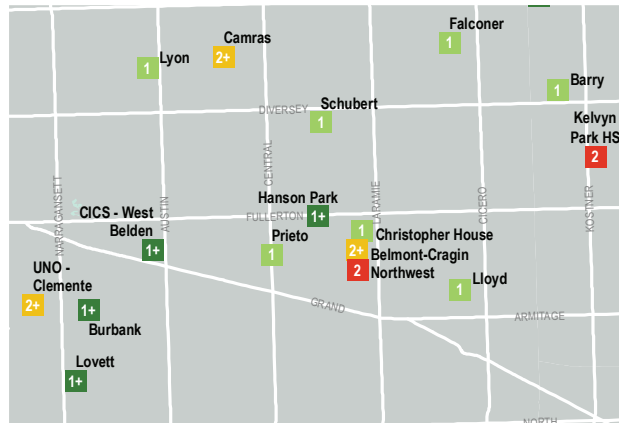 Falconer
Camras
2+
1
Lyon
1
Barry
1
Schubert
DIVERSEY
1
Kelvyn
Park HS
2
CENTRAL
NARRAGANSETT
AUSTIN
LARAMIE
CICERO
KOSTNER
Hanson Park
FULLERTON
1+
CICS - West
Belden
1+
Prieto
1
Christopher House
1
Belmont-Cragin
2+
Northwest
2
Lloyd
1
UNO -
Clemente
2+
1+
Burbank
GRAND
ARMITAGE
Lovett
1+
NORTH